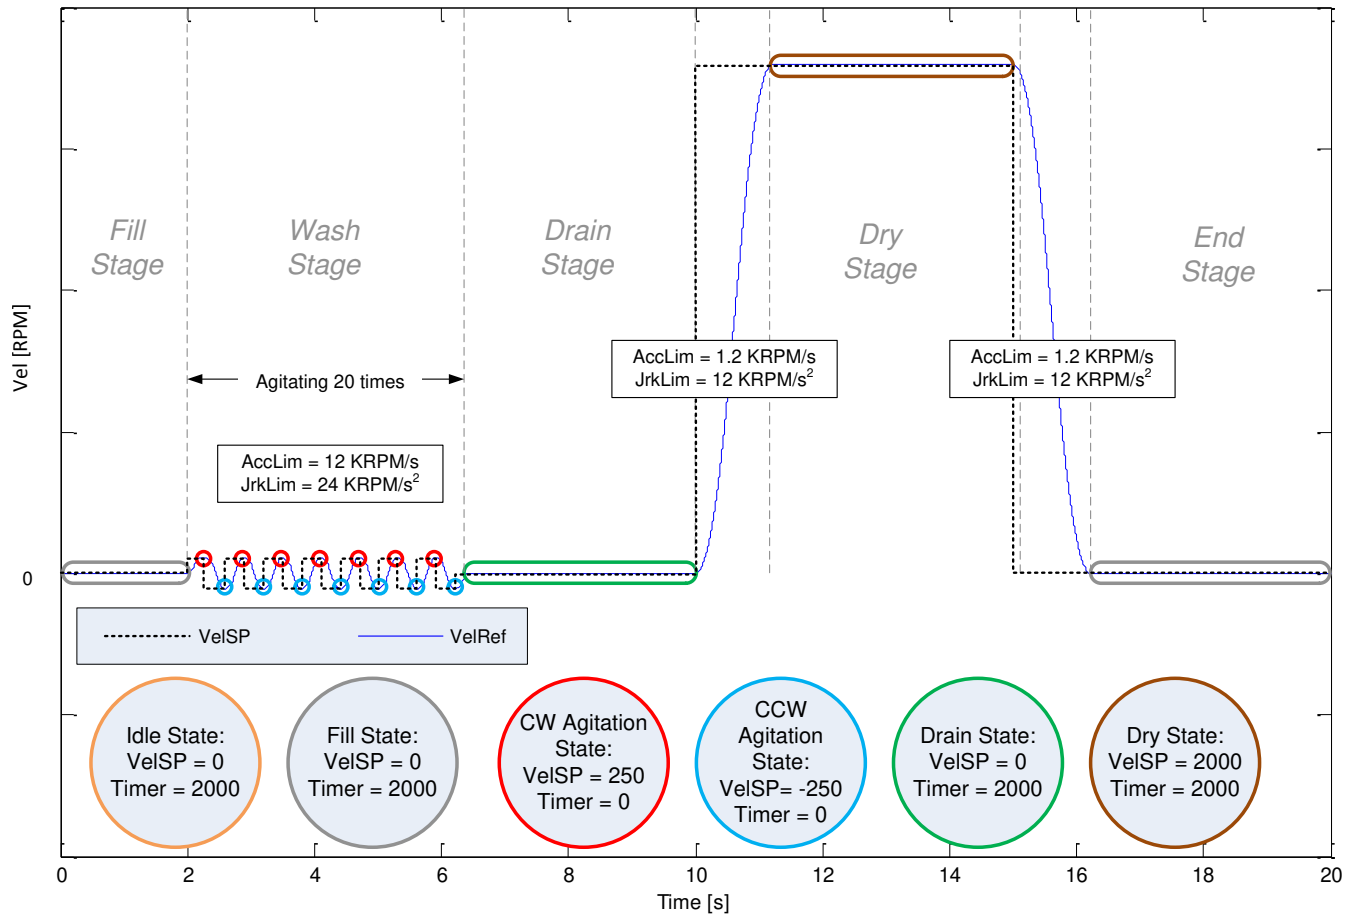 Fill
Stage
Wash
Stage
Drain
Stage
Dry
Stage
End
Stage
Vel [RPM]
AccLim = 1.2 KRPM/s
JrkLim = 12 KRPM/s²
AccLim = 1.2 KRPM/s
JrkLim = 12 KRPM/s²
Agitating 20 times
AccLim = 12 KRPM/s
JrkLim = 24 KRPM/s²
0
VelSP
VelRef
Idle State:
VelSP = 0
Timer = 2000
Fill State:
VelSP = 0
Timer = 2000
CW Agitation
State:
VelSP = 250
Timer = 0
CCW
Agitation
State:
VelSP= -250
Timer = 0
Drain State:
VelSP = 0
Timer = 2000
Dry State:
VelSP = 2000
Timer = 2000
0 2 4 6 8 10 12 14 16 18 20
Time [s]